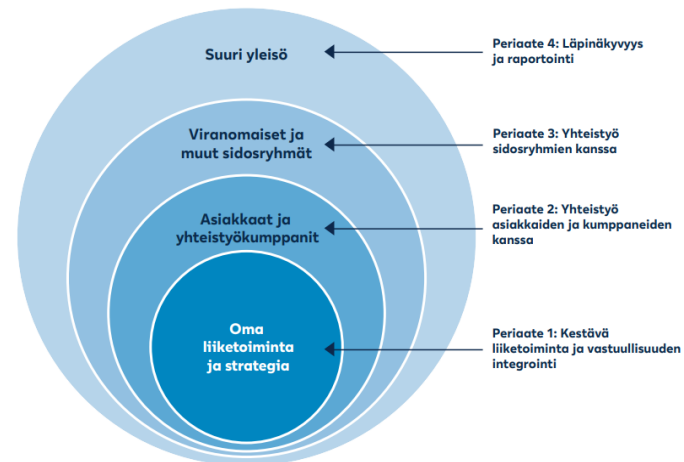 Suuri yleisö
Periaate 4: Läpinäkyvyys
ja raportointi
Viranomaiset ja
muut sidosryhmät
Periaate 3: Yhteistyö
sidosryhmien kanssa
Asiakkaat ja
yhteistyökumppanit
Periaate 2: Yhteistyö
asiakkaiden ja kumppaneiden
kanssa
Oma
liiketoiminta
ja strategia
Periaate 1: Kestävä
liiketoiminta ja vastuullisuuden
integrointi